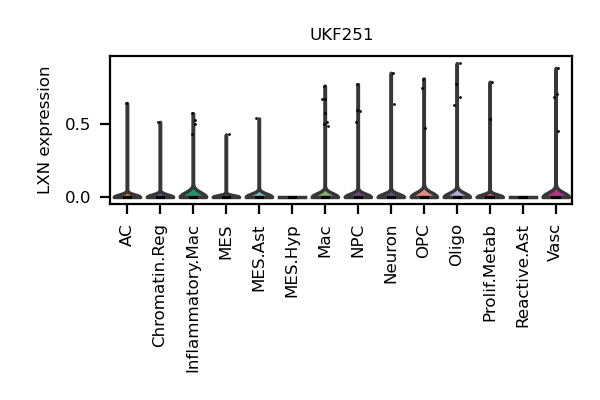 UKF251
LXN expression
0.5
0.0
AC
Chromatin.Reg
Inflammatory.Mac
MES
MES.Ast
MES.Hyp
Mac
NPC
Neuron
OPC
Oligo
Prolif.Metab
Reactive.Ast
Vasc